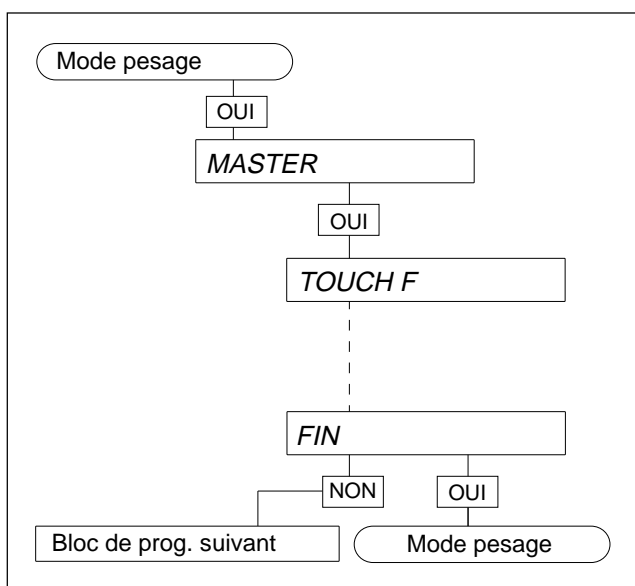 Mode pesage
OUI
MASTER
OUI
TOUCH F
FIN
NON
OUI
Bloc de prog. suivant
Mode pesage